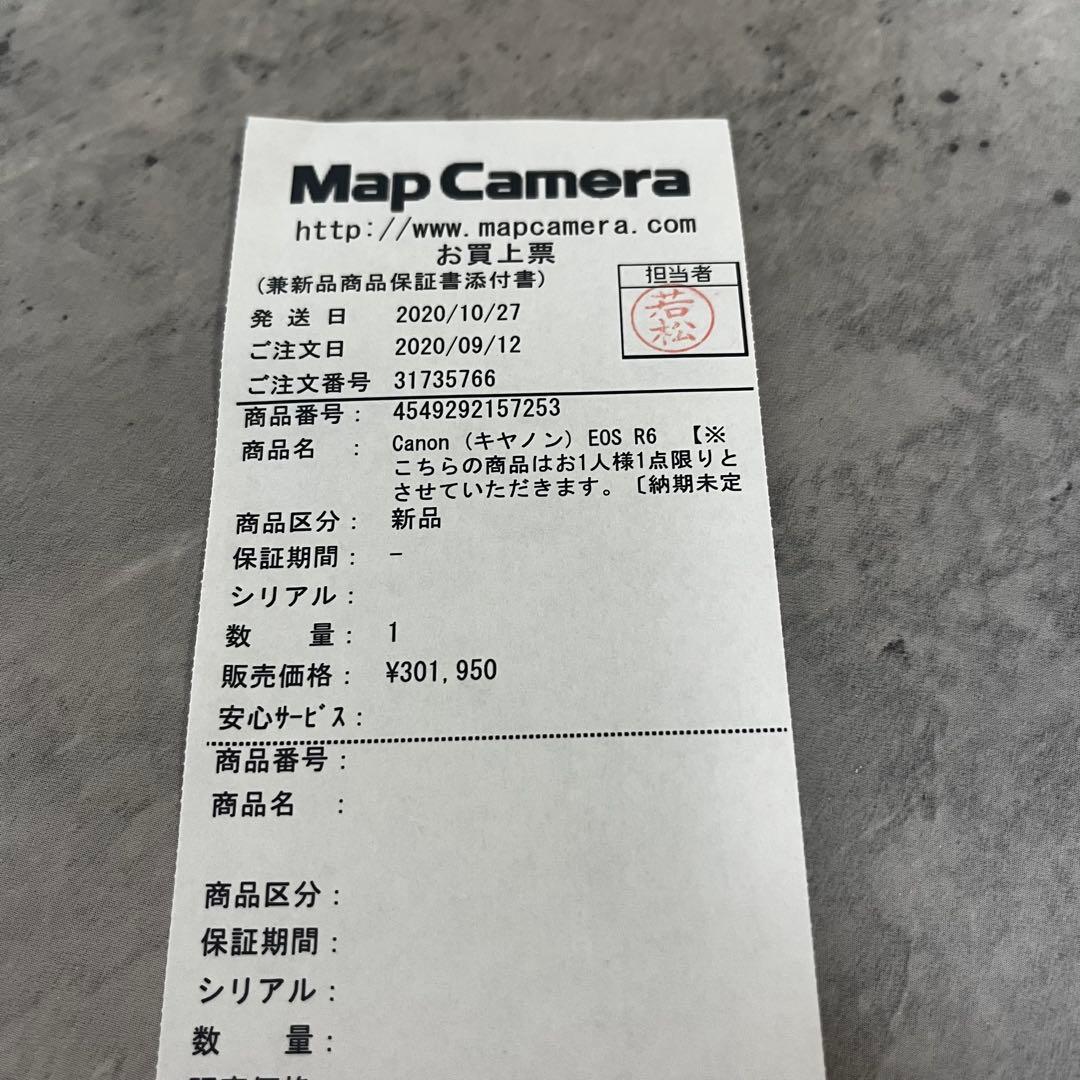 Map Camera
http://www.mapcamera.com
お買上票
(兼新品商品保証書添付書)
担当者
若松
発 送 日 2020/10/27
ご注文日 2020/09/12
ご注文番号 31735766
商品番号: 4549292157253
商品名 : Canon (キヤノン) EOS R6 【※
こちらの商品はお1人様1点限りと
させていただきます。〔納期未定
商品区分: 新品
保証期間: -
シリアル:
数 量: 1
販売価格: ¥301,950
安心ｻｰﾋﾞｽ:
商品番号:
商品名 :
商品区分:
保証期間:
シリアル:
数 量: